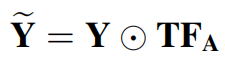 Ỹ = Y ⊙ TF_A